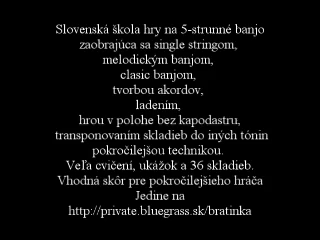 Slovenská škola hry na 5-strunné banjo
zaobrajúca sa single stringom,
melodickým banjom,
clasic banjom,
tvorbou akordov,
ladením,
hrou v polohe bez kapodastru,
transponovaním skladieb do iných tónin
pokročilejšou technikou.
Veľa cvičení, ukážok a 36 skladieb.
Vhodná skôr pre pokročilejšieho hráča
Jedine na
http://private.bluegrass.sk/bratinka